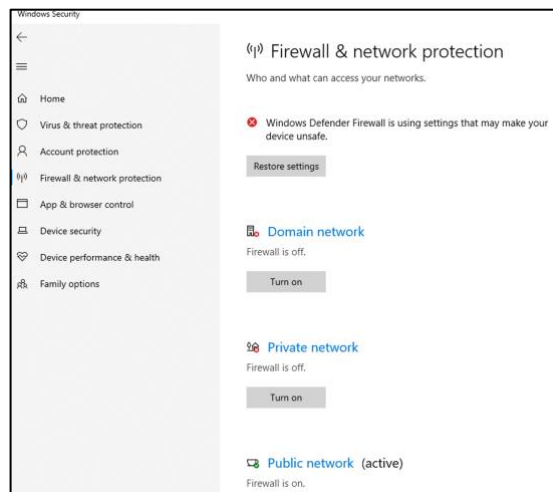 Windows Security
Firewall & network protection
Who and what can access your networks.
Home
Virus & threat protection
Account protection
Firewall & network protection
App & browser control
Device security
Device performance & health
Family options
Windows Defender Firewall is using settings that may make your
device unsafe.
Restore settings
Domain network
Firewall is off.
Turn on
Private network
Firewall is off.
Turn on
Public network (active)
Firewall is on.